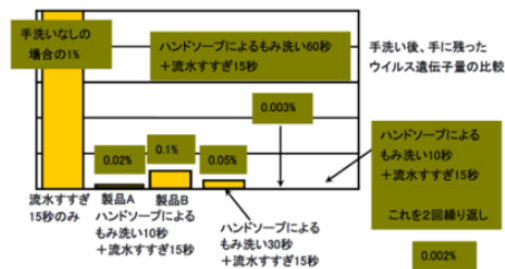 手洗いなしの
場合の1%
ハンドソープによるもみ洗い60秒
＋流水すすぎ15秒
手洗い後、手に残った
ウイルス遺伝子量の比較
0.003%
0.02%
0.1%
0.05%
ハンドソープによる
もみ洗い10秒
＋流水すすぎ15秒
これを2回繰り返し
0.002%
流水すすぎ
15秒のみ
製品A
製品B
ハンドソープによる
もみ洗い10秒
＋流水すすぎ15秒
ハンドソープによる
もみ洗い30秒
＋流水すすぎ15秒